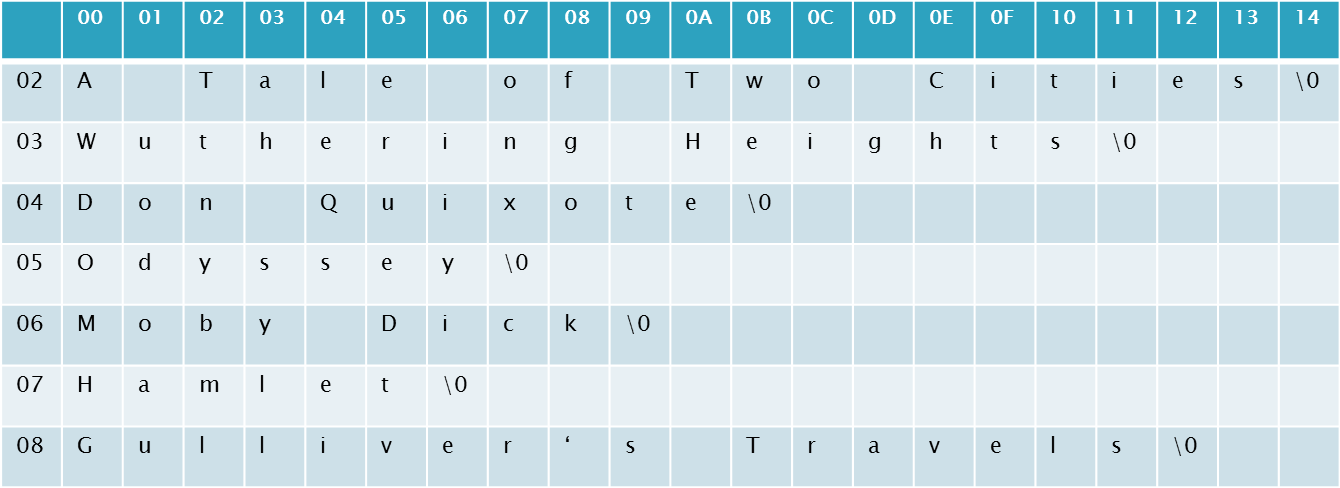 00 01 02 03 04 05 06 07 08 09 0A 0B 0C 0D 0E 0F 10 11 12 13 14
02 A   T a l e   o f   T w o   C i t i e s \0
03 W u t h e r i n g   H e i g h t s \0
04 D o n   Q u i x o t e \0
05 O d y s s e y \0
06 M o b y   D i c k \0
07 H a m l e t \0
08 G u l l i v e r ‘ s   T r a v e l s \0